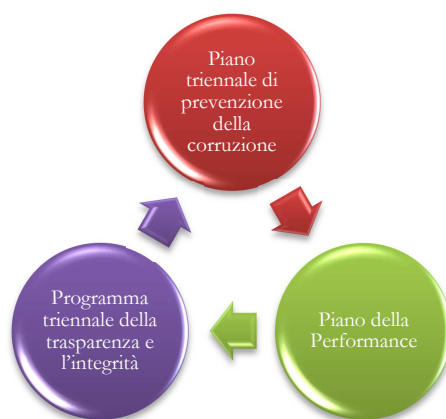 Piano
triennale di
prevenzione
della
corruzione
Programma
triennale della
trasparenza e
l'integrità
Piano della
Performance